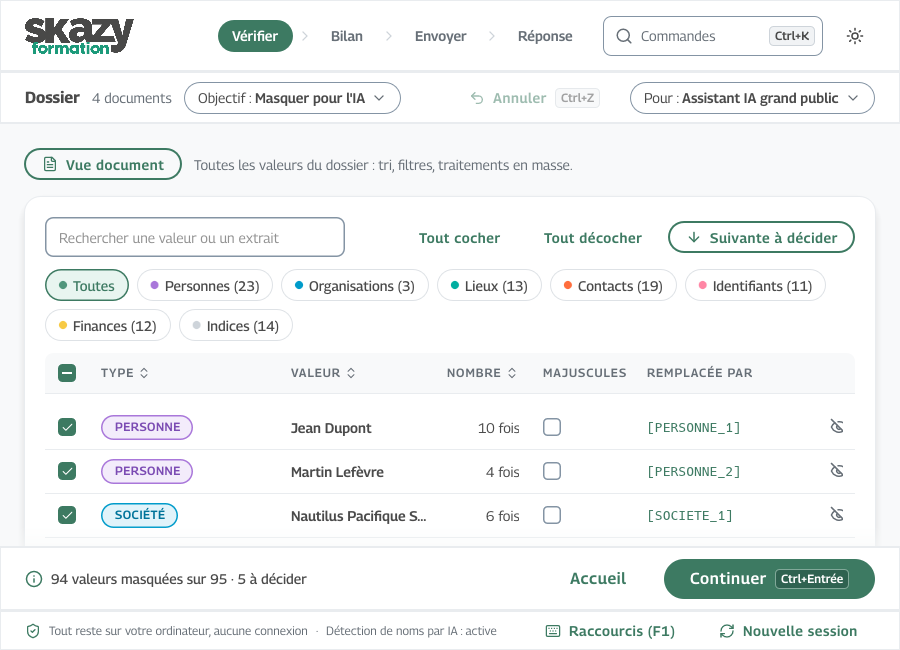 skazy
formation
Vérifier
Bilan
Envoyer
Réponse
Commandes
Ctrl+K
Dossier
4 documents
Objectif : Masquer pour l'IA
Annuler
Ctrl+Z
Pour : Assistant IA grand public
Vue document
Toutes les valeurs du dossier : tri, filtres, traitements en masse.
Rechercher une valeur ou un extrait
Tout cocher
Tout décocher
Suivante à décider
Toutes
Personnes (23)
Organisations (3)
Lieux (13)
Contacts (19)
Identifiants (11)
Finances (12)
Indices (14)
TYPE
VALEUR
NOMBRE
MAJUSCULES
REMPLACÉE PAR
PERSONNE
Jean Dupont
10 fois
[PERSONNE_1]
PERSONNE
Martin Lefèvre
4 fois
[PERSONNE_2]
SOCIÉTÉ
Nautilus Pacifique S...
6 fois
[SOCIETE_1]
94 valeurs masquées sur 95 · 5 à décider
Accueil
Continuer
Ctrl+Entrée
Tout reste sur votre ordinateur, aucune connexion · Détection de noms par IA : active
Raccourcis (F1)
Nouvelle session